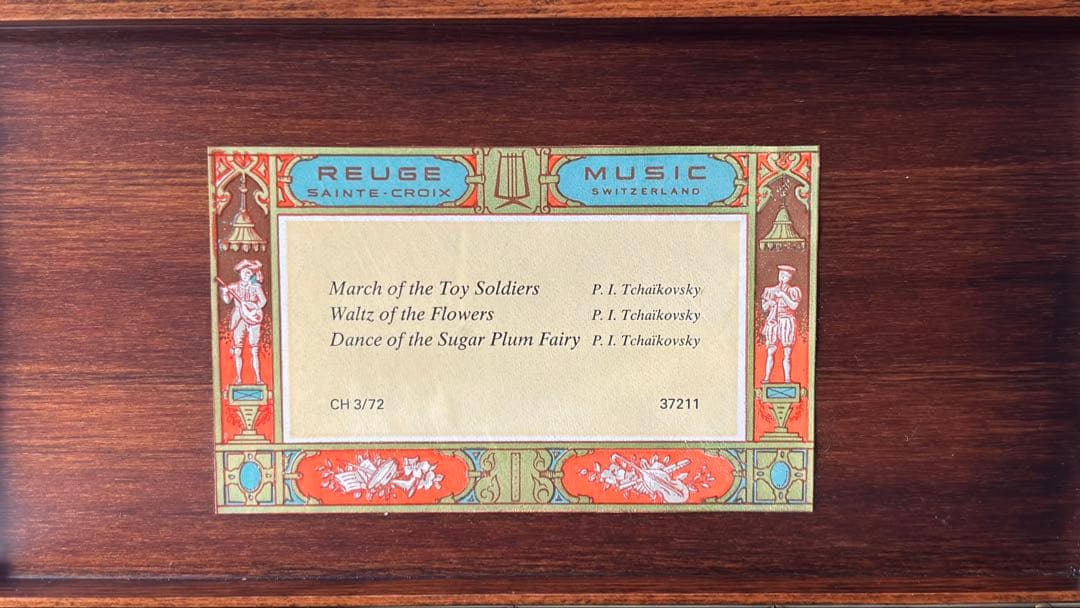 REUGE MUSIC
SAINTE-CROIX SWITZERLAND
March of the Toy Soldiers P. I. Tchaïkovsky
Waltz of the Flowers P. I. Tchaïkovsky
Dance of the Sugar Plum Fairy P. I. Tchaïkovsky
CH 3/72 37211